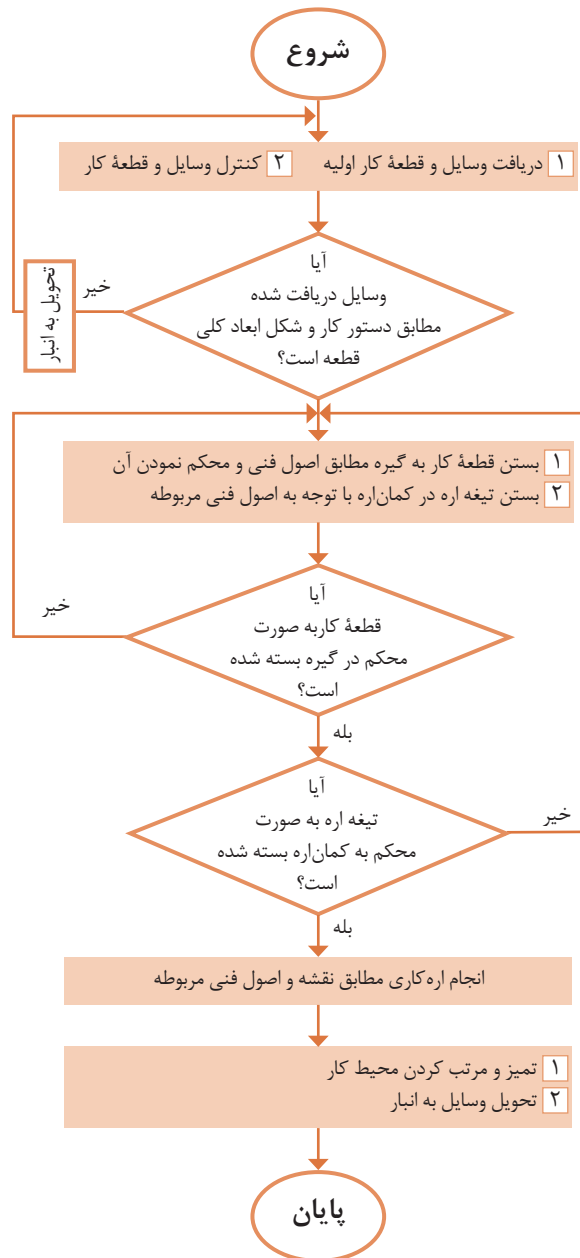 شروع
۱ دریافت وسایل و قطعهٔ کار اولیه ۲ کنترل وسایل و قطعهٔ کار
آیا
وسایل دریافت شده
مطابق دستور کار و شکل ابعاد کلی
قطعه است؟
خیر
تحویل به انبار
۱ بستن قطعهٔ کار به گیره مطابق اصول فنی و محکم نمودن آن
۲ بستن تیغه اره در کمان‌اره با توجه به اصول فنی مربوطه
آیا
قطعهٔ کاربه صورت
محکم در گیره بسته شده
است؟
خیر
بله
آیا
تیغه اره به صورت
محکم به کمان‌اره بسته شده
است؟
خیر
بله
انجام اره‌کاری مطابق نقشه و اصول فنی مربوطه
۱ تمیز و مرتب کردن محیط کار
۲ تحویل وسایل به انبار
پایان